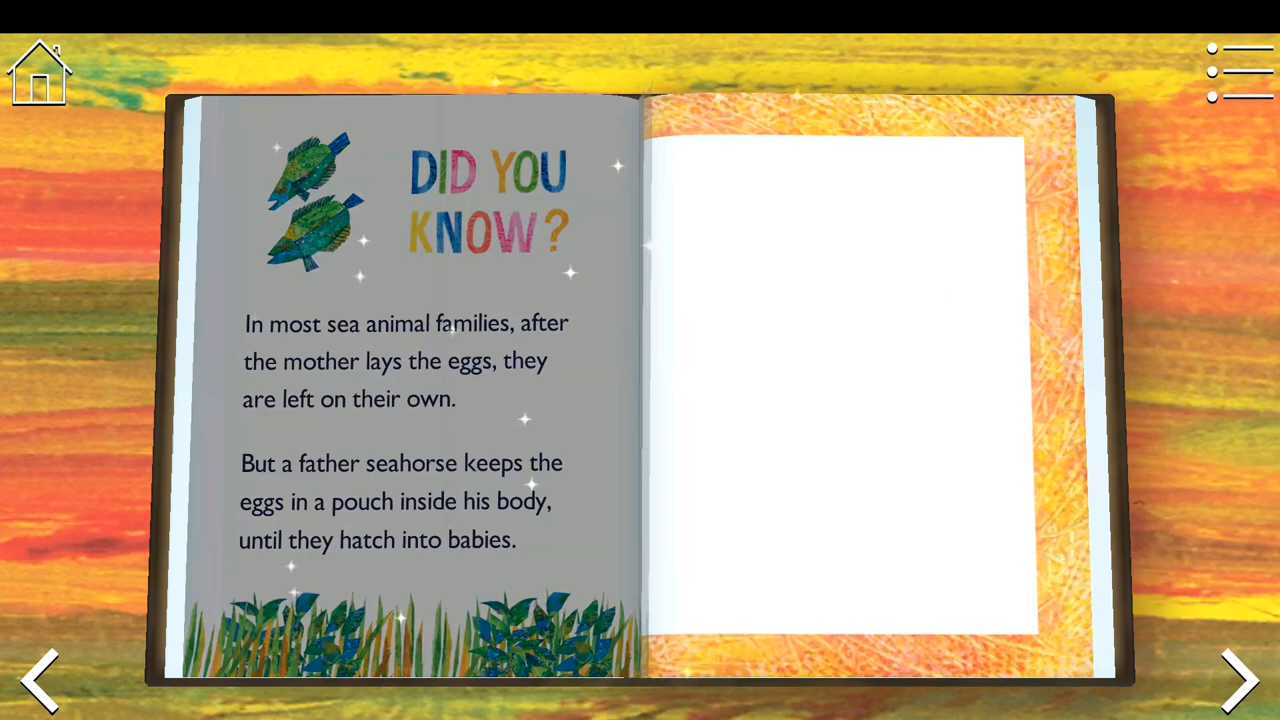 DID YOU
KNOW?
In most sea animal families, after
the mother lays the eggs, they
are left on their own.
But a father seahorse keeps the
eggs in a pouch inside his body,
until they hatch into babies.